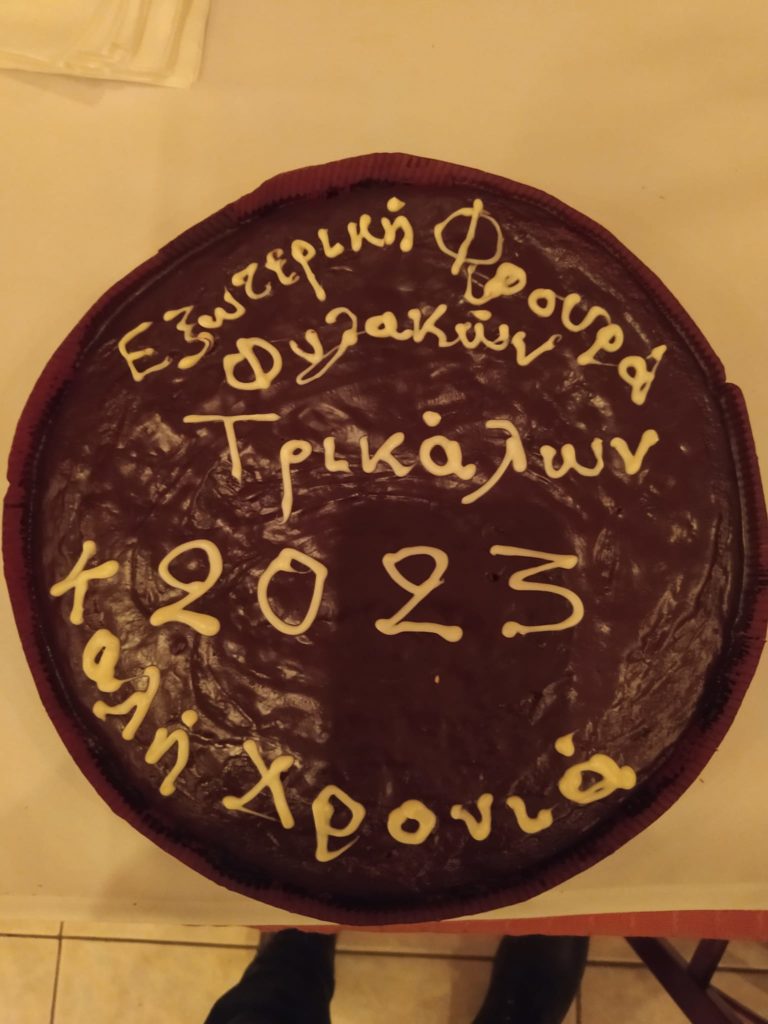 Εξωτερική Φρουρά
Φυλακών
Τρικάλων
2023
Καλή Χρονιά